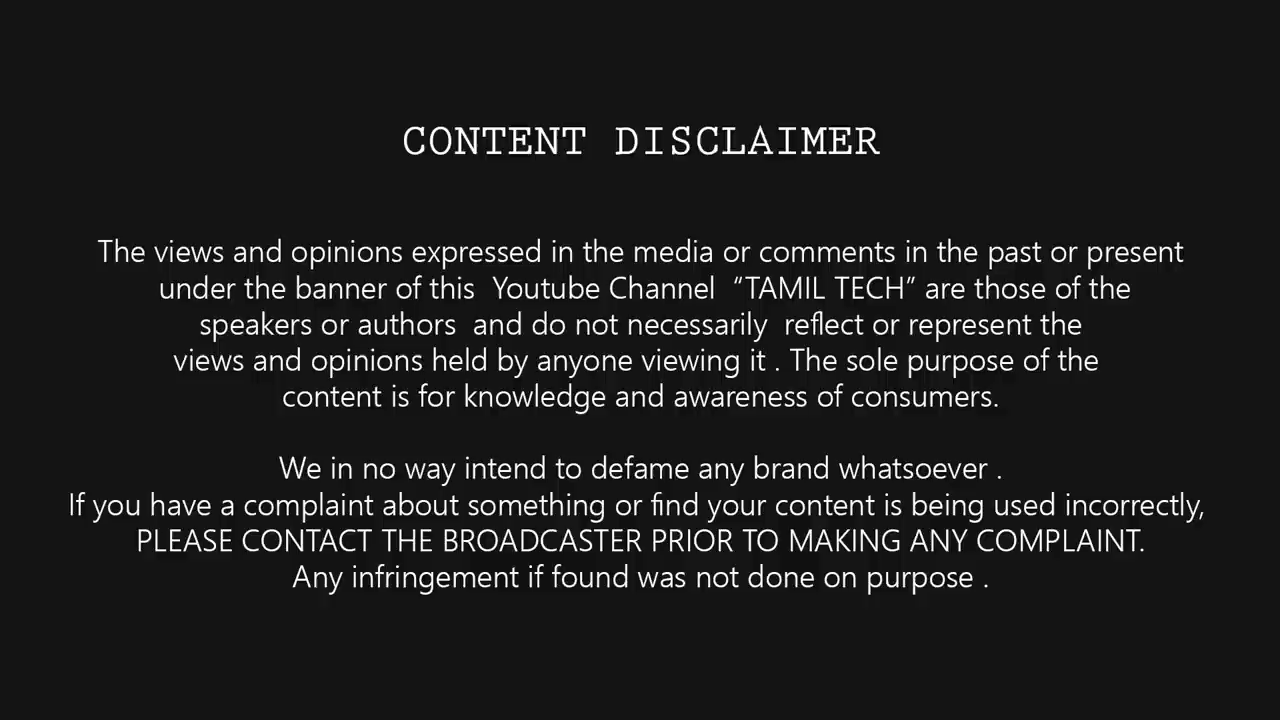 CONTENT DISCLAIMER
The views and opinions expressed in the media or comments in the past or present
under the banner of this Youtube Channel “TAMIL TECH” are those of the
speakers or authors and do not necessarily reflect or represent the
views and opinions held by anyone viewing it . The sole purpose of the
content is for knowledge and awareness of consumers.
We in no way intend to defame any brand whatsoever .
If you have a complaint about something or find your content is being used incorrectly,
PLEASE CONTACT THE BROADCASTER PRIOR TO MAKING ANY COMPLAINT.
Any infringement if found was not done on purpose .